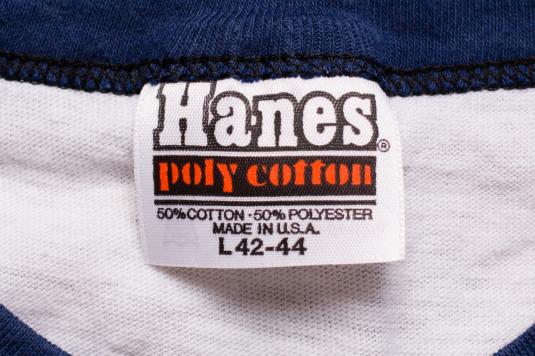 Hanes®
poly cotton
50% COTTON · 50% POLYESTER
MADE IN U.S.A.
L 42-44